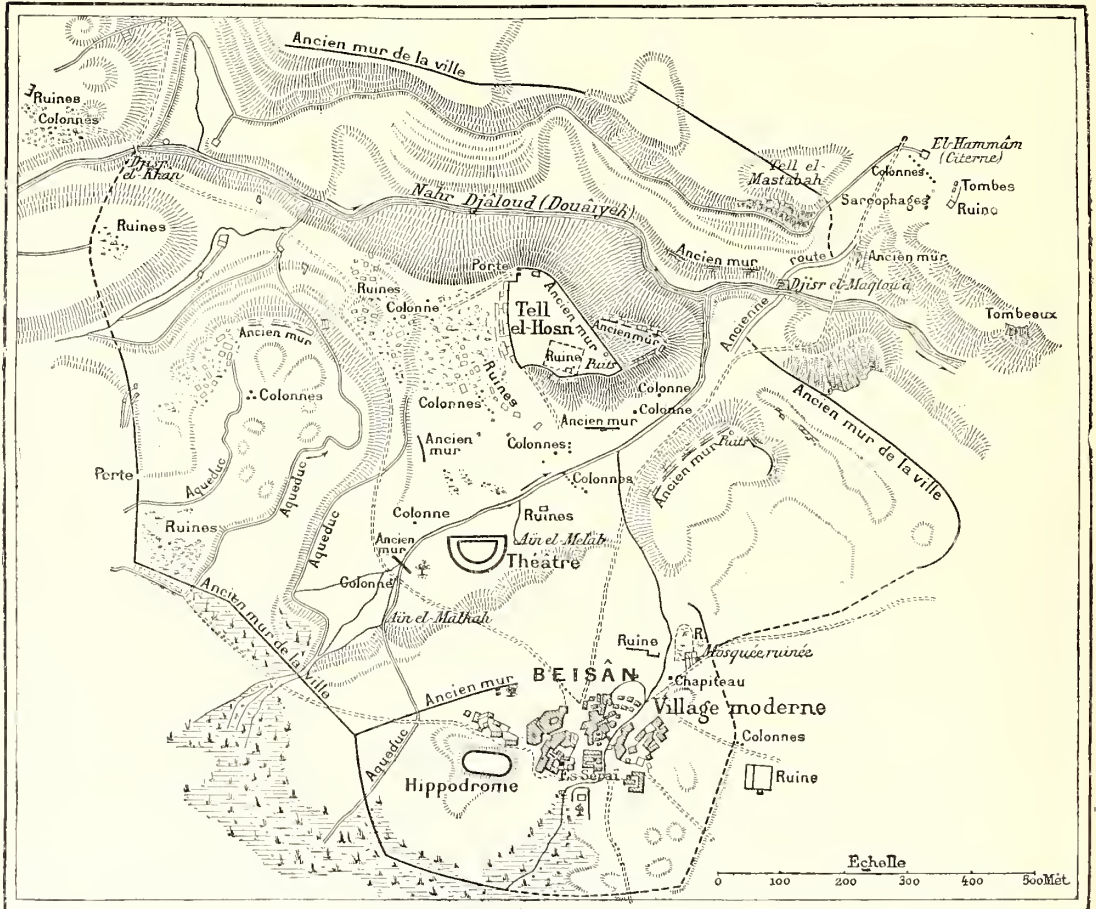 Ancien mur de la ville
Ruines
Colonnes
Djisr
el-Khan
El-Hammâm
(Citerne)
Tell el-
Mastabah
Colonnes
Tombes
Ruine
Sarcophages
Nahr Djâloud (Douâiyeh)
Ruines
Ancien mur
route
Ancien mur
Porte
Djisr el-Maqtoua
Ruines
Colonne
Ancien mur
Tell
el-Hosn
Ancien mur
Ancienne
Tombeaux
Ancien mur
Ruine
Puits
Ruines
Colonne
Colonnes
Colonnes
Colonne
Ancien mur
Ancien
mur
Colonnes
Ancien mur
Puits
Ancien mur de la ville
Porte
Aqueduc
Aqueduc
Colonnes
Ruines
Aqueduc
Colonne
Ruines
Ancien
mur
Aïn el-Melab
Théâtre
Colonne
Ancien mur de la ville
Aïn el-Malhah
Ruine
R.
Mosquée ruinée
BEISÂN
Chapiteau
Ancien mur
Village moderne
Colonnes
Aqueduc
Es Séraï
Hippodrome
Ruine
Echelle
0 100 200 300 400 500 Mèt.